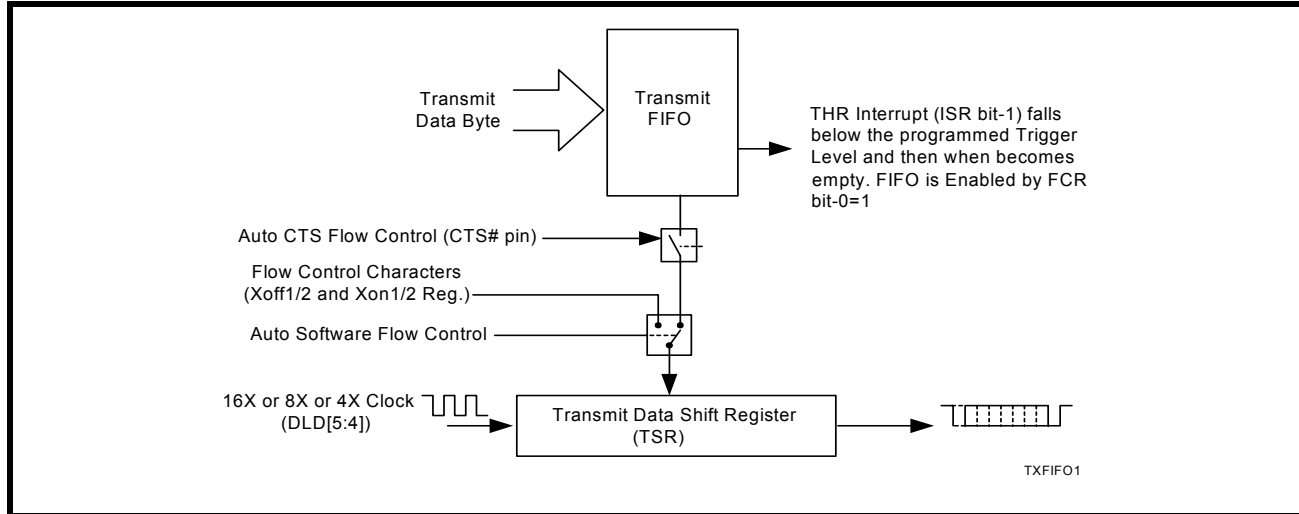 Transmit
Data Byte
Transmit
FIFO
THR Interrupt (ISR bit-1) falls
below the programmed Trigger
Level and then when becomes
empty. FIFO is Enabled by FCR
bit-0=1
Auto CTS Flow Control (CTS# pin)
Flow Control Characters
(Xoff1/2 and Xon1/2 Reg.)
Auto Software Flow Control
16X or 8X or 4X Clock
(DLD[5:4])
Transmit Data Shift Register
(TSR)
TXFIFO1